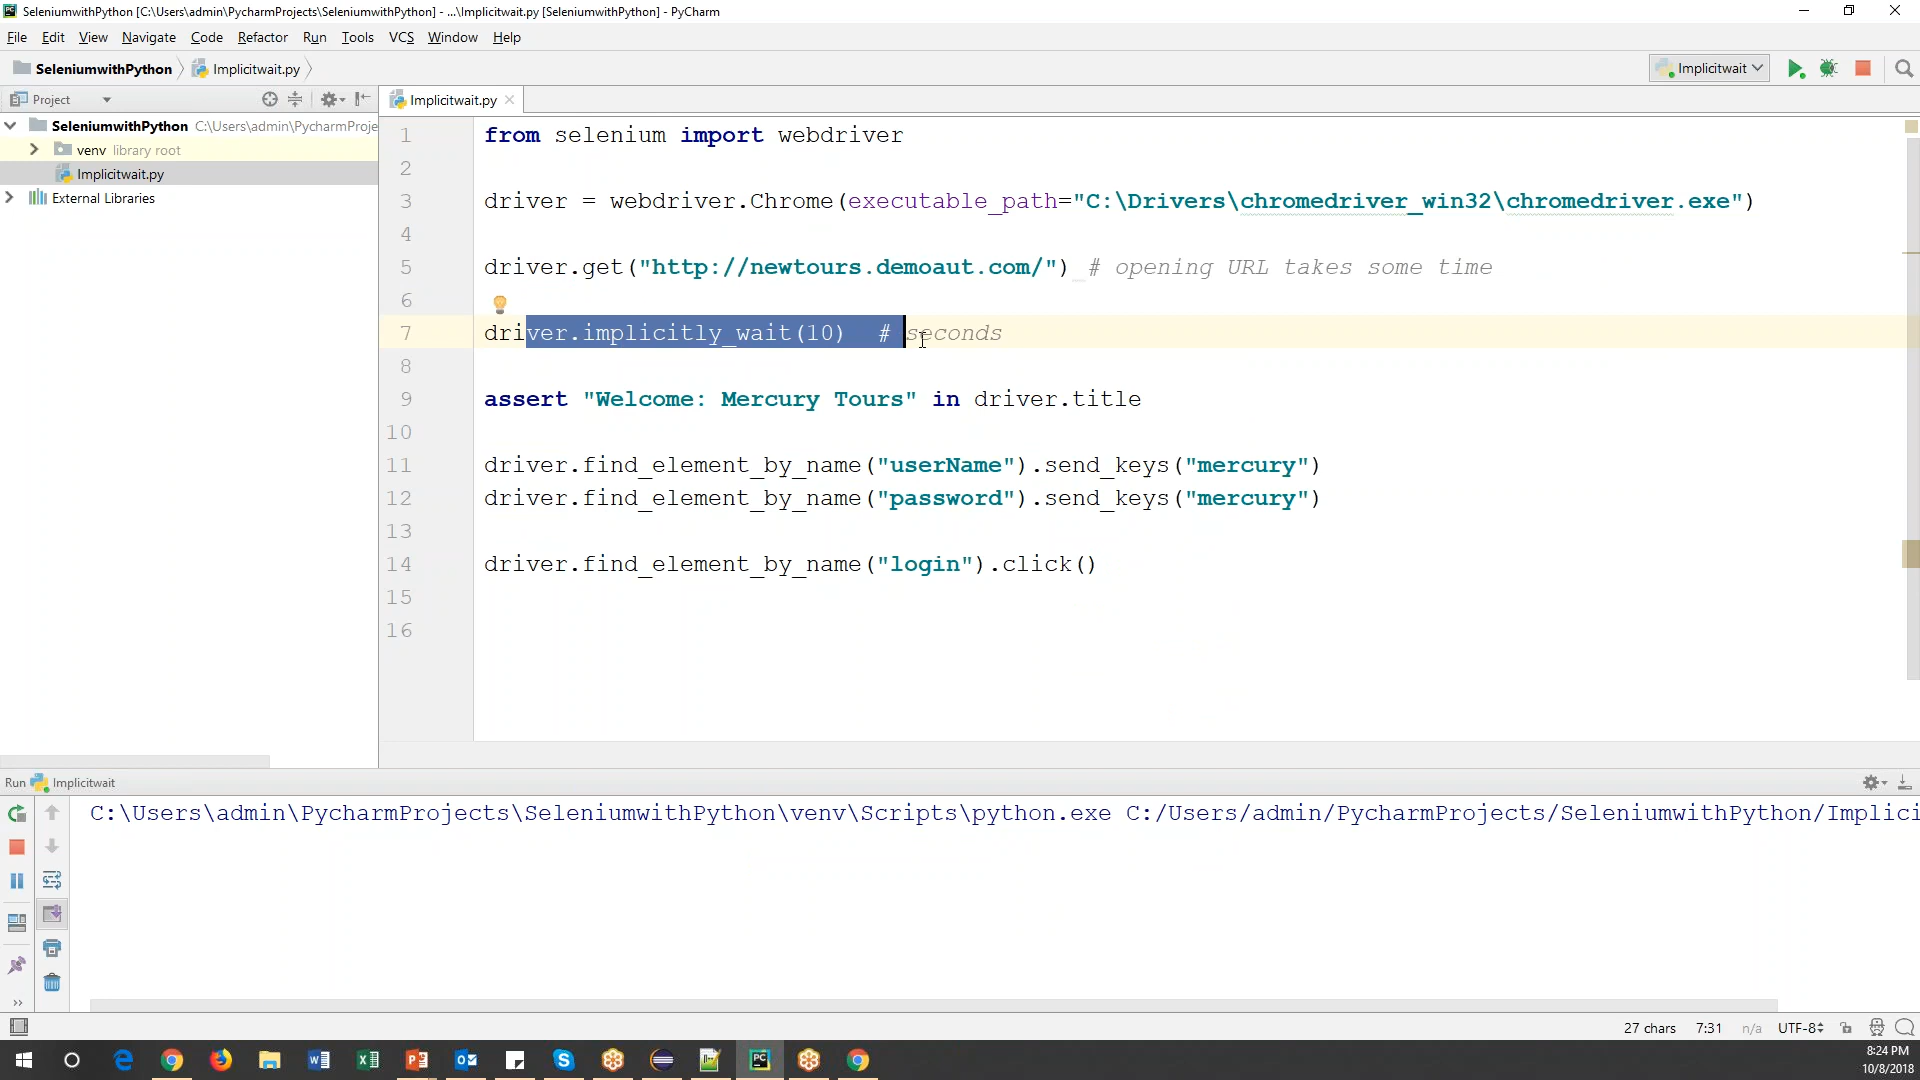 SeleniumwithPython [C:\Users\admin\PycharmProjects\SeleniumwithPython] - ...\Implicitwait.py [SeleniumwithPython] - PyCharm
File Edit View Navigate Code Refactor Run Tools VCS Window Help
SeleniumwithPython Implicitwait.py Implicitwait
Project Implicitwait.py
SeleniumwithPython C:\Users\admin\PycharmProje
venv library root
Implicitwait.py
External Libraries
1 from selenium import webdriver
2
3 driver = webdriver.Chrome(executable_path="C:\Drivers\chromedriver_win32\chromedriver.exe")
4
5 driver.get("http://newtours.demoaut.com/") # opening URL takes some time
6
7 driver.implicitly_wait(10)  # seconds
8
9 assert "Welcome: Mercury Tours" in driver.title
10
11 driver.find_element_by_name("userName").send_keys("mercury")
12 driver.find_element_by_name("password").send_keys("mercury")
13
14 driver.find_element_by_name("login").click()
15
16
Run Implicitwait
C:\Users\admin\PycharmProjects\SeleniumwithPython\venv\Scripts\python.exe C:/Users/admin/PycharmProjects/SeleniumwithPython/Implici
27 chars 7:31 n/a UTF-8
8:24 PM
10/8/2018